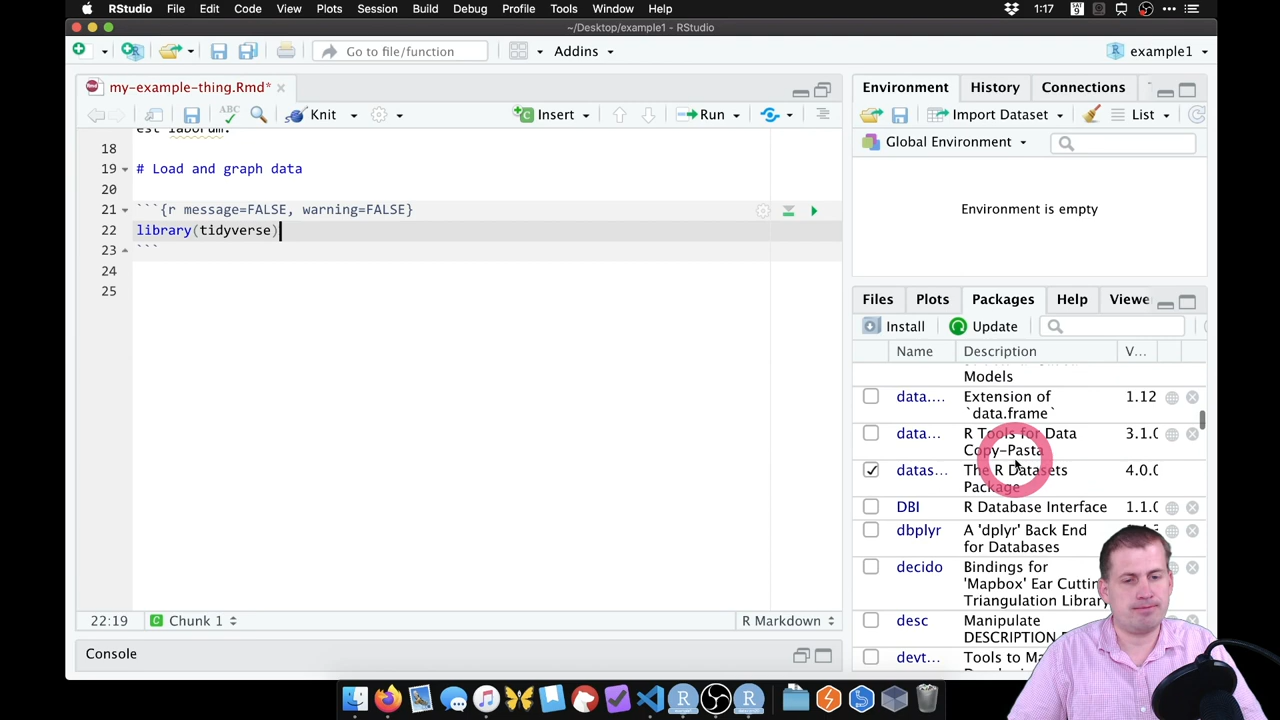 RStudio File Edit Code View Plots Session Build Debug Profile Tools Window Help 1:17 SAT 9
~/Desktop/example1 - RStudio
Go to file/function Addins example1
my-example-thing.Rmd*
Knit Insert Run
est laborum.
18
19 # Load and graph data
20
21 ```{r message=FALSE, warning=FALSE}
22 library(tidyverse)
23 ```
24
25
22:19 Chunk 1 R Markdown
Console
Environment History Connections
Import Dataset List
Global Environment
Environment is empty
Files Plots Packages Help Viewe
Install Update
Name Description V...
Models
data.... Extension of 1.12
`data.frame`
data... R Tools for Data 3.1.0
Copy-Pasta
datas... The R Datasets 4.0.0
Package
DBI R Database Interface 1.1.0
dbplyr A 'dplyr' Back End
for Databases
decido Bindings for
'Mapbox' Ear Cuttin
Triangulation Library
desc Manipulate
DESCRIPTION
devt... Tools to Ma